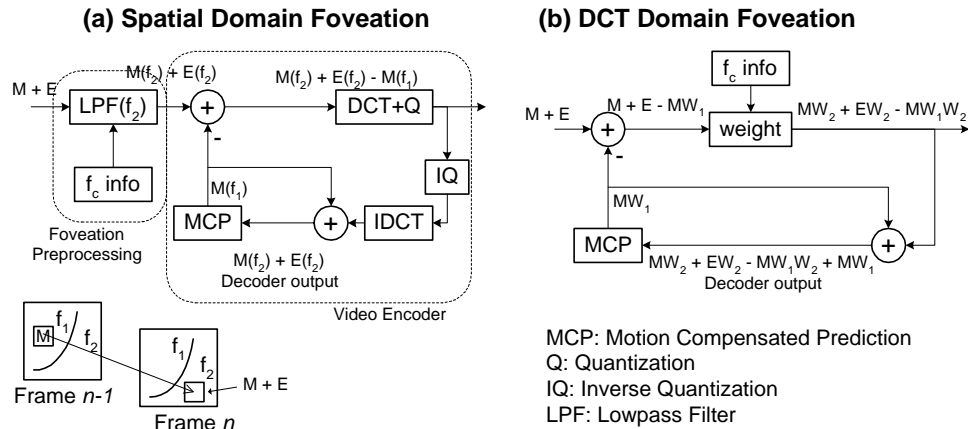 (a) Spatial Domain Foveation
M + E
LPF(f₂)
f꜀ info
Foveation
Preprocessing
M(f₂) + E(f₂)
+
-
M(f₂) + E(f₂) - M(f₁)
DCT+Q
IQ
IDCT
+
MCP
M(f₁)
M(f₂) + E(f₂)
Decoder output
Video Encoder
M
f₁
f₂
Frame n-1
f₁
f₂
M + E
Frame n
(b) DCT Domain Foveation
f꜀ info
M + E
+
-
M + E - MW₁
weight
MW₂ + EW₂ - MW₁W₂
MW₁
MCP
+
MW₂ + EW₂ - MW₁W₂ + MW₁
Decoder output
MCP: Motion Compensated Prediction
Q: Quantization
IQ: Inverse Quantization
LPF: Lowpass Filter